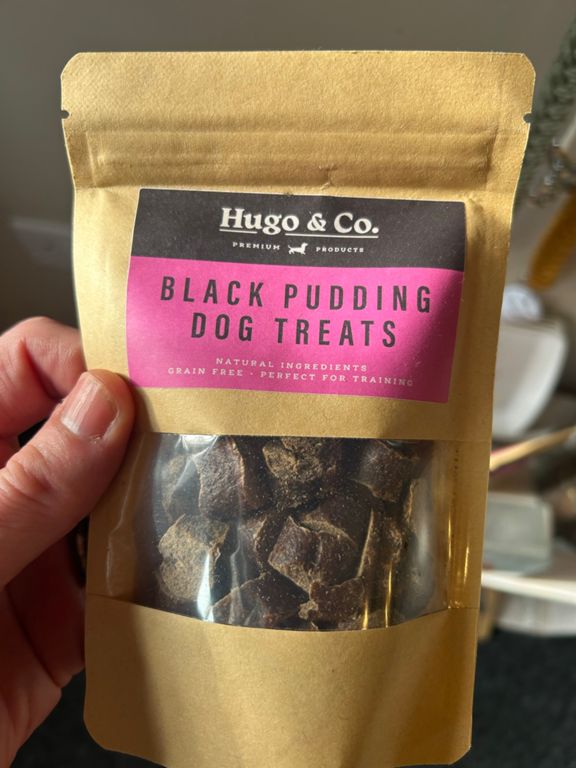 Hugo & Co.
PREMIUM PRODUCTS
BLACK PUDDING
DOG TREATS
NATURAL INGREDIENTS
GRAIN FREE · PERFECT FOR TRAINING